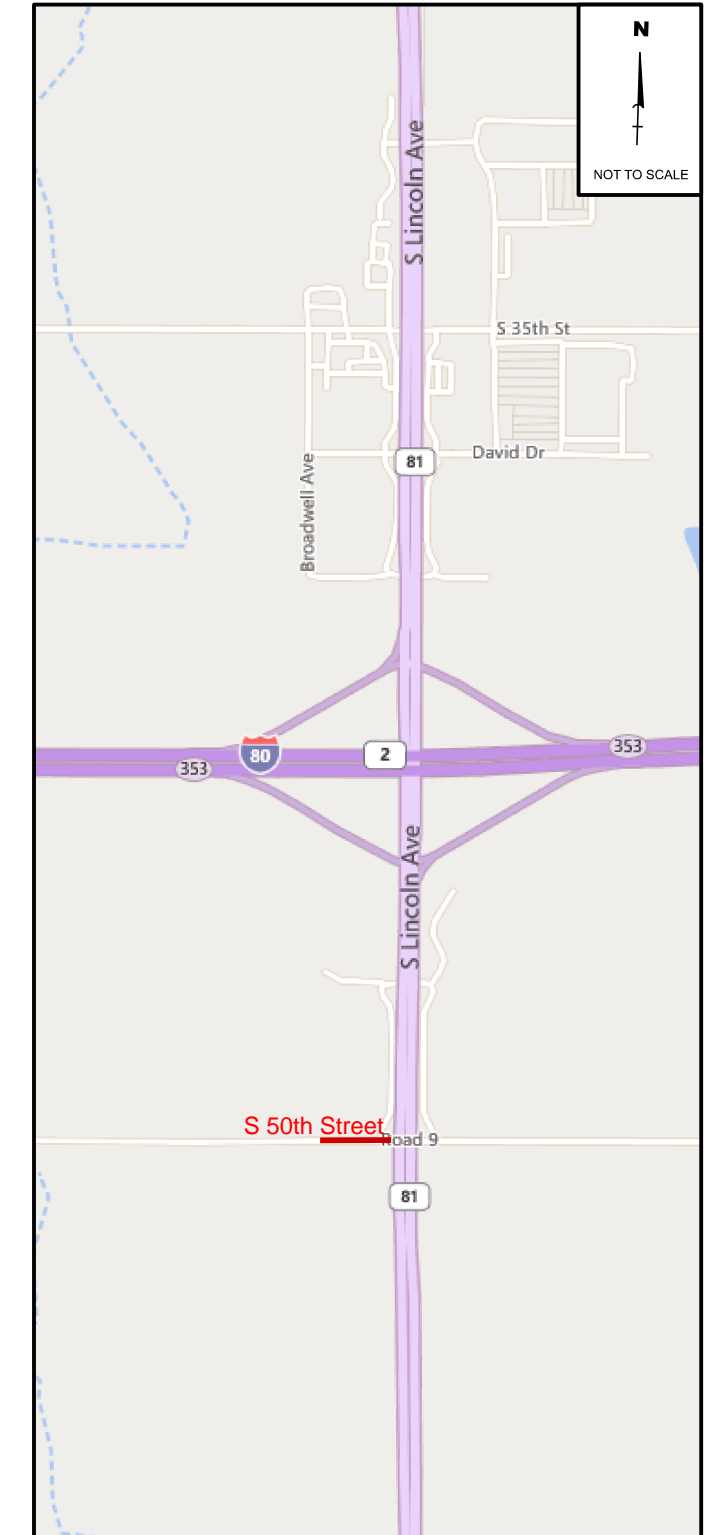 N
NOT TO SCALE
S Lincoln Ave
S 35th St
81
David Dr
Broadwell Ave
353
2
80
353
S Lincoln Ave
S 50th Street
Road 9
81